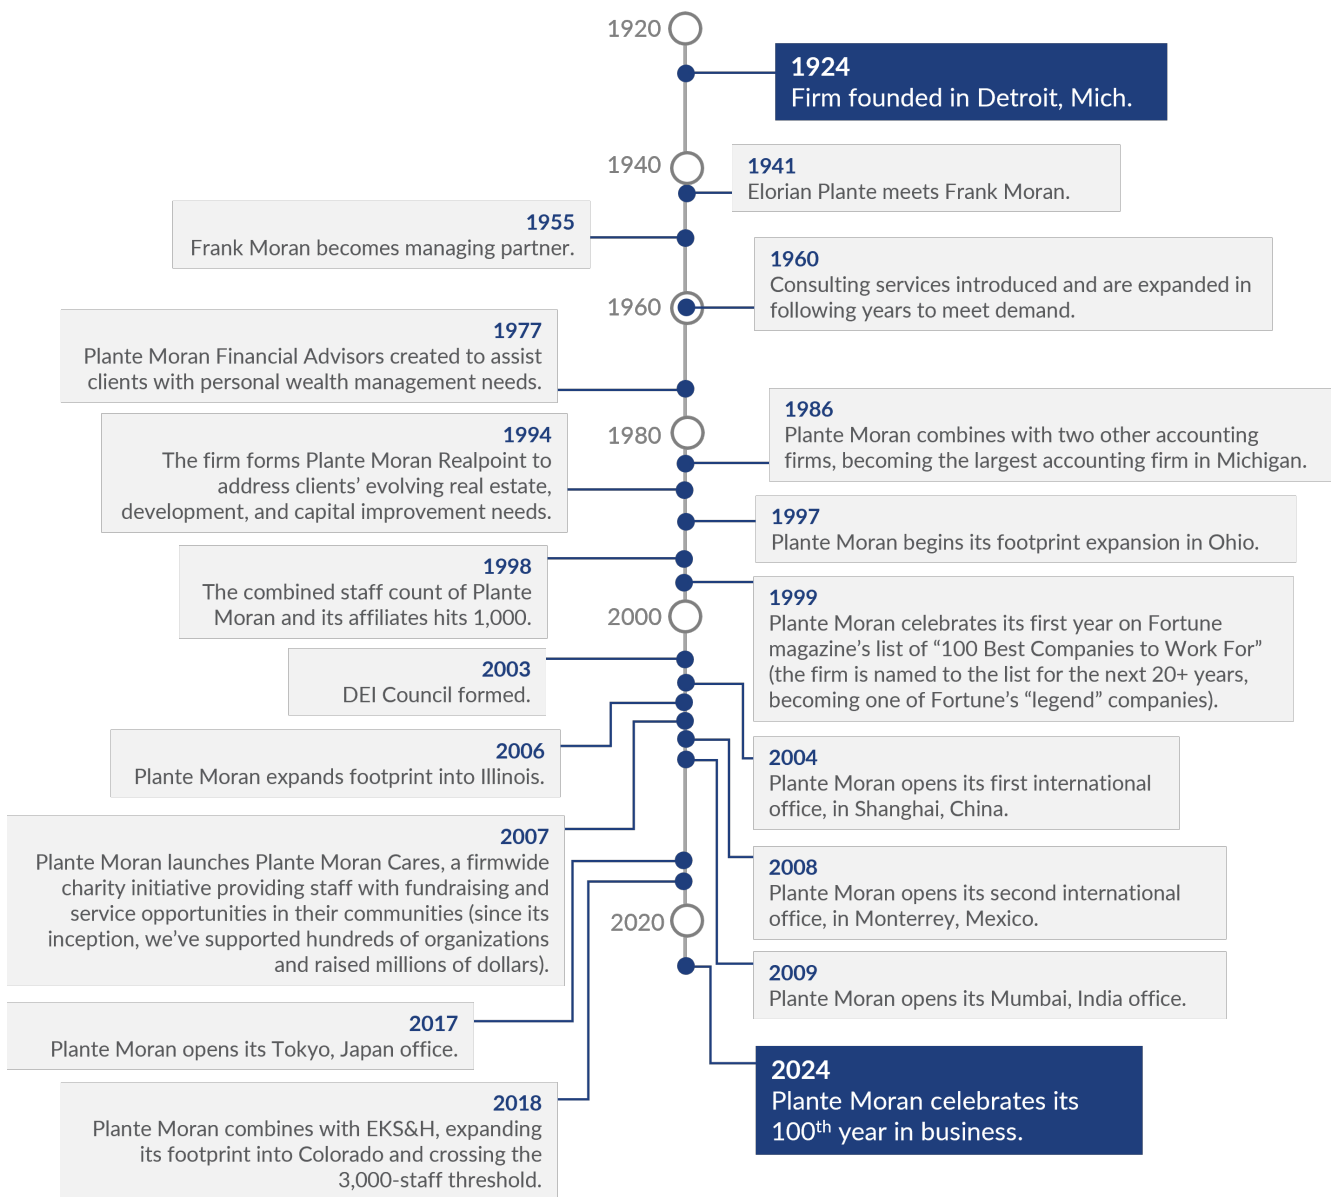 1920
1924
Firm founded in Detroit, Mich.
1940
1941
Elorian Plante meets Frank Moran.
1955
Frank Moran becomes managing partner.
1960
1960
Consulting services introduced and are expanded in
following years to meet demand.
1977
Plante Moran Financial Advisors created to assist
clients with personal wealth management needs.
1980
1986
Plante Moran combines with two other accounting
firms, becoming the largest accounting firm in Michigan.
1994
The firm forms Plante Moran Realpoint to
address clients’ evolving real estate,
development, and capital improvement needs.
1997
Plante Moran begins its footprint expansion in Ohio.
1998
The combined staff count of Plante
Moran and its affiliates hits 1,000.
1999
Plante Moran celebrates its first year on Fortune
magazine’s list of “100 Best Companies to Work For”
(the firm is named to the list for the next 20+ years,
becoming one of Fortune’s “legend” companies).
2000
2003
DEI Council formed.
2004
Plante Moran opens its first international
office, in Shanghai, China.
2006
Plante Moran expands footprint into Illinois.
2007
Plante Moran launches Plante Moran Cares, a firmwide
charity initiative providing staff with fundraising and
service opportunities in their communities (since its
inception, we’ve supported hundreds of organizations
and raised millions of dollars).
2008
Plante Moran opens its second international
office, in Monterrey, Mexico.
2009
Plante Moran opens its Mumbai, India office.
2017
Plante Moran opens its Tokyo, Japan office.
2018
Plante Moran combines with EKS&H, expanding
its footprint into Colorado and crossing the
3,000-staff threshold.
2020
2024
Plante Moran celebrates its
100th year in business.